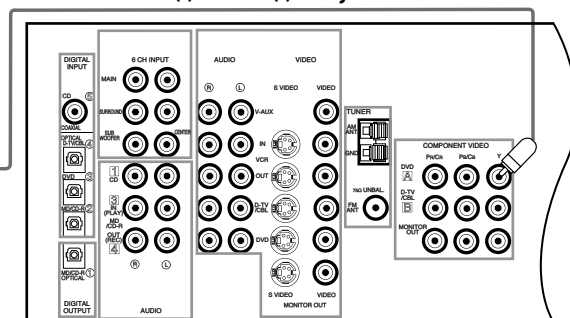 DIGITAL
INPUT
CD ⑤
COAXIAL
OPTICAL
D-TV/CBL ④
DVD ③
MD/CD-R ②
MD/CD-R ①
OPTICAL
DIGITAL
OUTPUT
6 CH INPUT
MAIN
SURROUND
SUB
WOOFER
CENTER
1
CD
3
IN
(PLAY)
MD
/CD-R
OUT
(REC)
4
Ⓡ Ⓛ
AUDIO
AUDIO VIDEO
Ⓡ Ⓛ S VIDEO VIDEO
V-AUX
IN
VCR
OUT
D-TV
/CBL
DVD
S VIDEO VIDEO
MONITOR OUT
TUNER
AM
ANT
GND
75Ω UNBAL.
FM
ANT
COMPONENT VIDEO
DVD PR/CR PB/CB Y
A
D-TV
/CBL
B
MONITOR
OUT